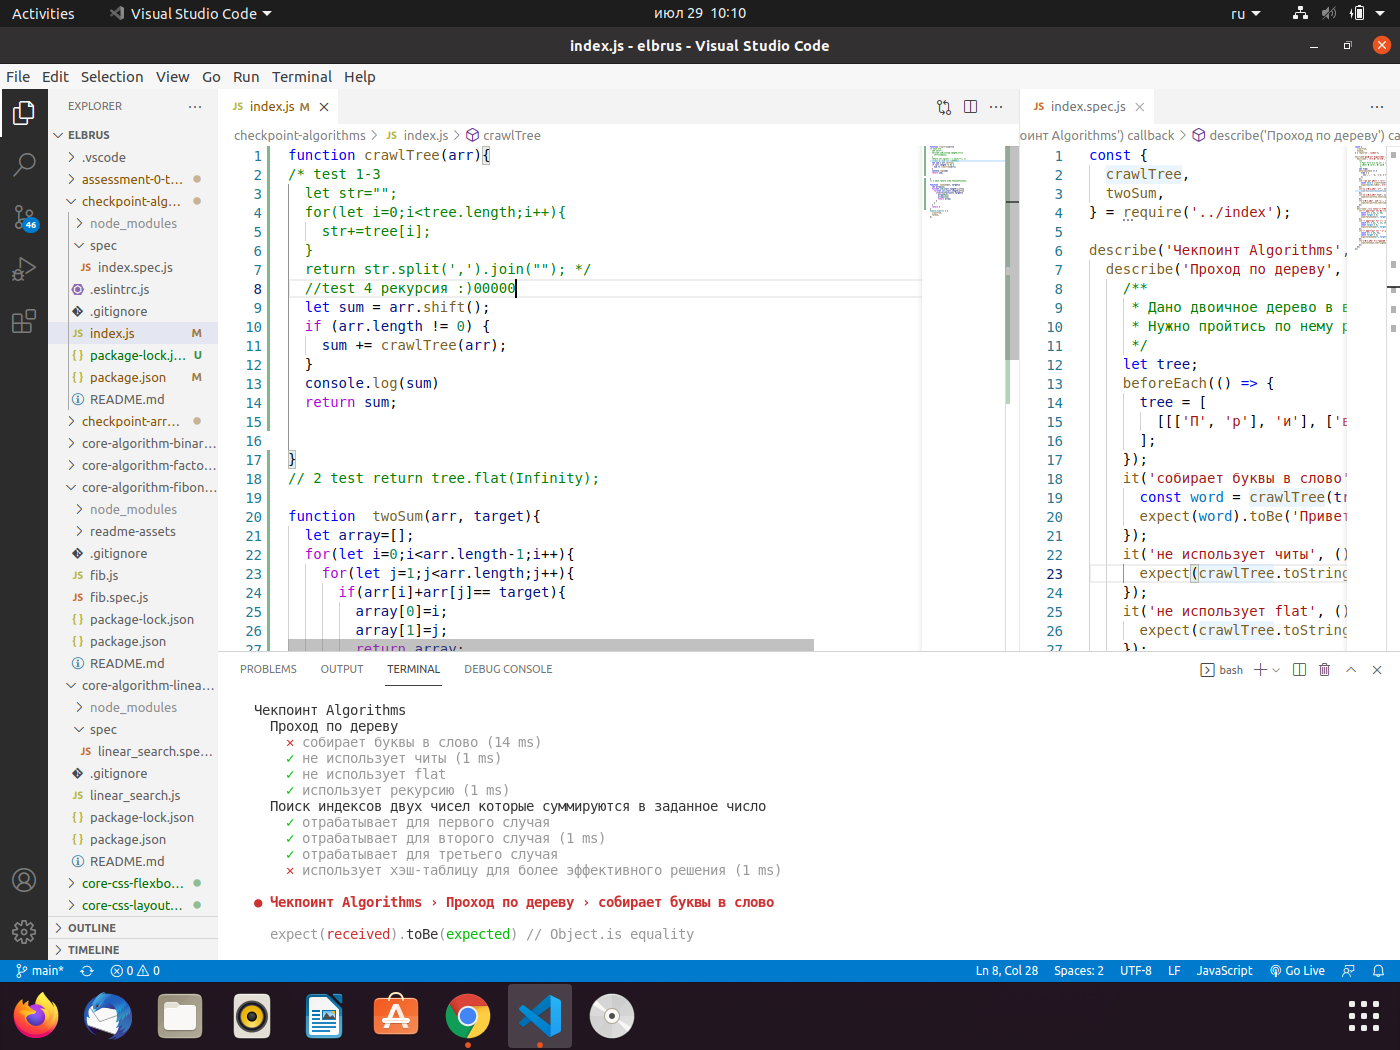 Activities
Visual Studio Code
июл 29 10:10
ru
index.js - elbrus - Visual Studio Code
File Edit Selection View Go Run Terminal Help
EXPLORER
ELBRUS
.vscode
assessment-0-t...
checkpoint-alg...
node_modules
spec
JS index.spec.js
.eslintrc.js
.gitignore
JS index.js M
{} package-lock.j... U
{} package.json M
README.md
checkpoint-arr...
core-algorithm-binar...
core-algorithm-facto...
core-algorithm-fibon...
node_modules
readme-assets
.gitignore
JS fib.js
JS fib.spec.js
{} package-lock.json
{} package.json
README.md
core-algorithm-linea...
node_modules
spec
JS linear_search.spe...
.gitignore
JS linear_search.js
{} package-lock.json
{} package.json
README.md
core-css-flexbo...
core-css-layout...
OUTLINE
TIMELINE
46
JS index.js M
checkpoint-algorithms > JS index.js > crawlTree
1 function crawlTree(arr){
2 /* test 1-3
3 let str="";
4 for(let i=0;i<tree.length;i++){
5 str+=tree[i];
6 }
7 return str.split(',').join(""); */
8 //test 4 рекурсия :)00000
9 let sum = arr.shift();
10 if (arr.length != 0) {
11 sum += crawlTree(arr);
12 }
13 console.log(sum)
14 return sum;
15
16
17 }
18 // 2 test return tree.flat(Infinity);
19
20 function twoSum(arr, target){
21 let array=[];
22 for(let i=0;i<arr.length-1;i++){
23 for(let j=1;j<arr.length;j++){
24 if(arr[i]+arr[j]== target){
25 array[0]=i;
26 array[1]=j;
27 return array;
JS index.spec.js
оинт Algorithms') callback > describe('Проход по дереву') ca
1 const {
2 crawlTree,
3 twoSum,
4 } = require('../index');
5
6 describe('Чекпоинт Algorithms',
7 describe('Проход по дереву',
8 /**
9 * Дано двоичное дерево в в
10 * Нужно пройтись по нему р
11 */
12 let tree;
13 beforeEach(() => {
14 tree = [
15 [[['П', 'р'], 'и'], ['в
16 ];
17 });
18 it('собирает буквы в слово'
19 const word = crawlTree(tr
20 expect(word).toBe('Привет
21 });
22 it('не использует читы', ()
23 expect(crawlTree.toString
24 });
25 it('не использует flat', ()
26 expect(crawlTree.toString
27 });
PROBLEMS OUTPUT TERMINAL DEBUG CONSOLE
bash
Чекпоинт Algorithms
Проход по дереву
✕ собирает буквы в слово (14 ms)
✓ не использует читы (1 ms)
✓ не использует flat
✓ использует рекурсию (1 ms)
Поиск индексов двух чисел которые суммируются в заданное число
✓ отрабатывает для первого случая
✓ отрабатывает для второго случая (1 ms)
✓ отрабатывает для третьего случая
✕ использует хэш-таблицу для более эффективного решения (1 ms)
● Чекпоинт Algorithms › Проход по дереву › собирает буквы в слово
expect(received).toBe(expected) // Object.is equality
main* 0 0
Ln 8, Col 28 Spaces: 2 UTF-8 LF JavaScript Go Live